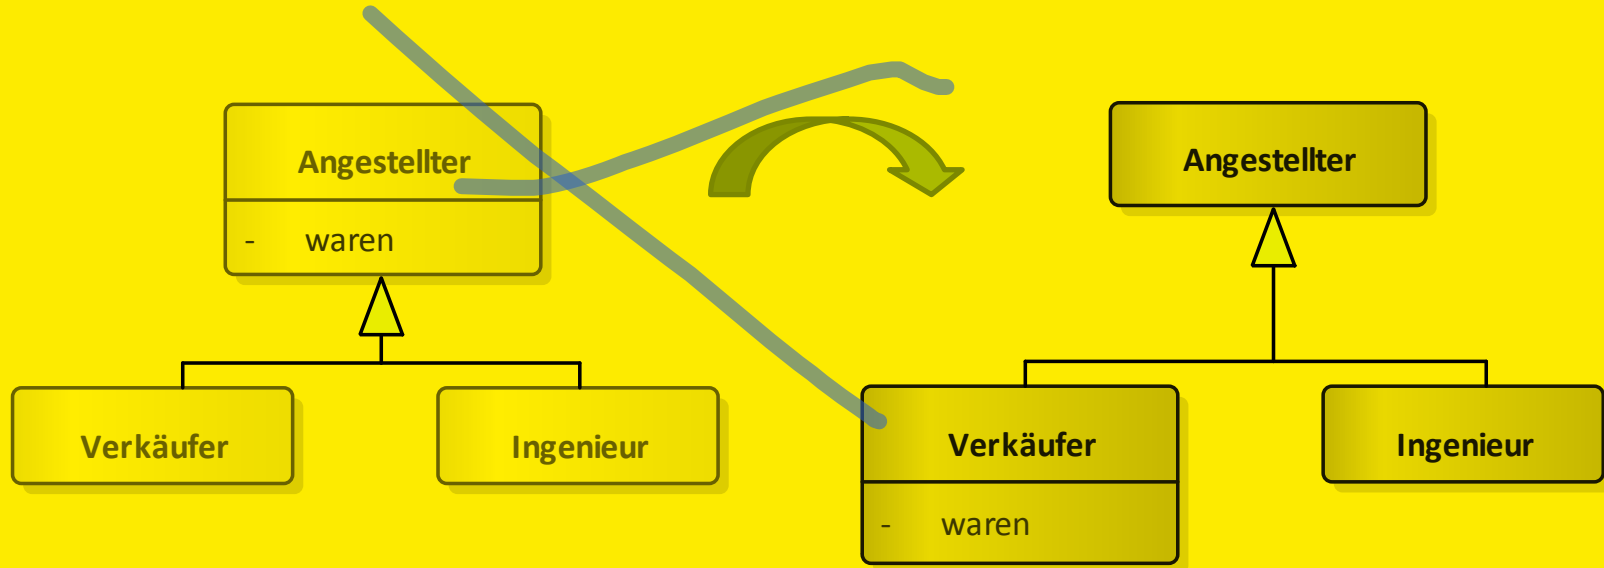 Angestellter
- waren
Verkäufer
Ingenieur
Angestellter
Verkäufer
- waren
Ingenieur